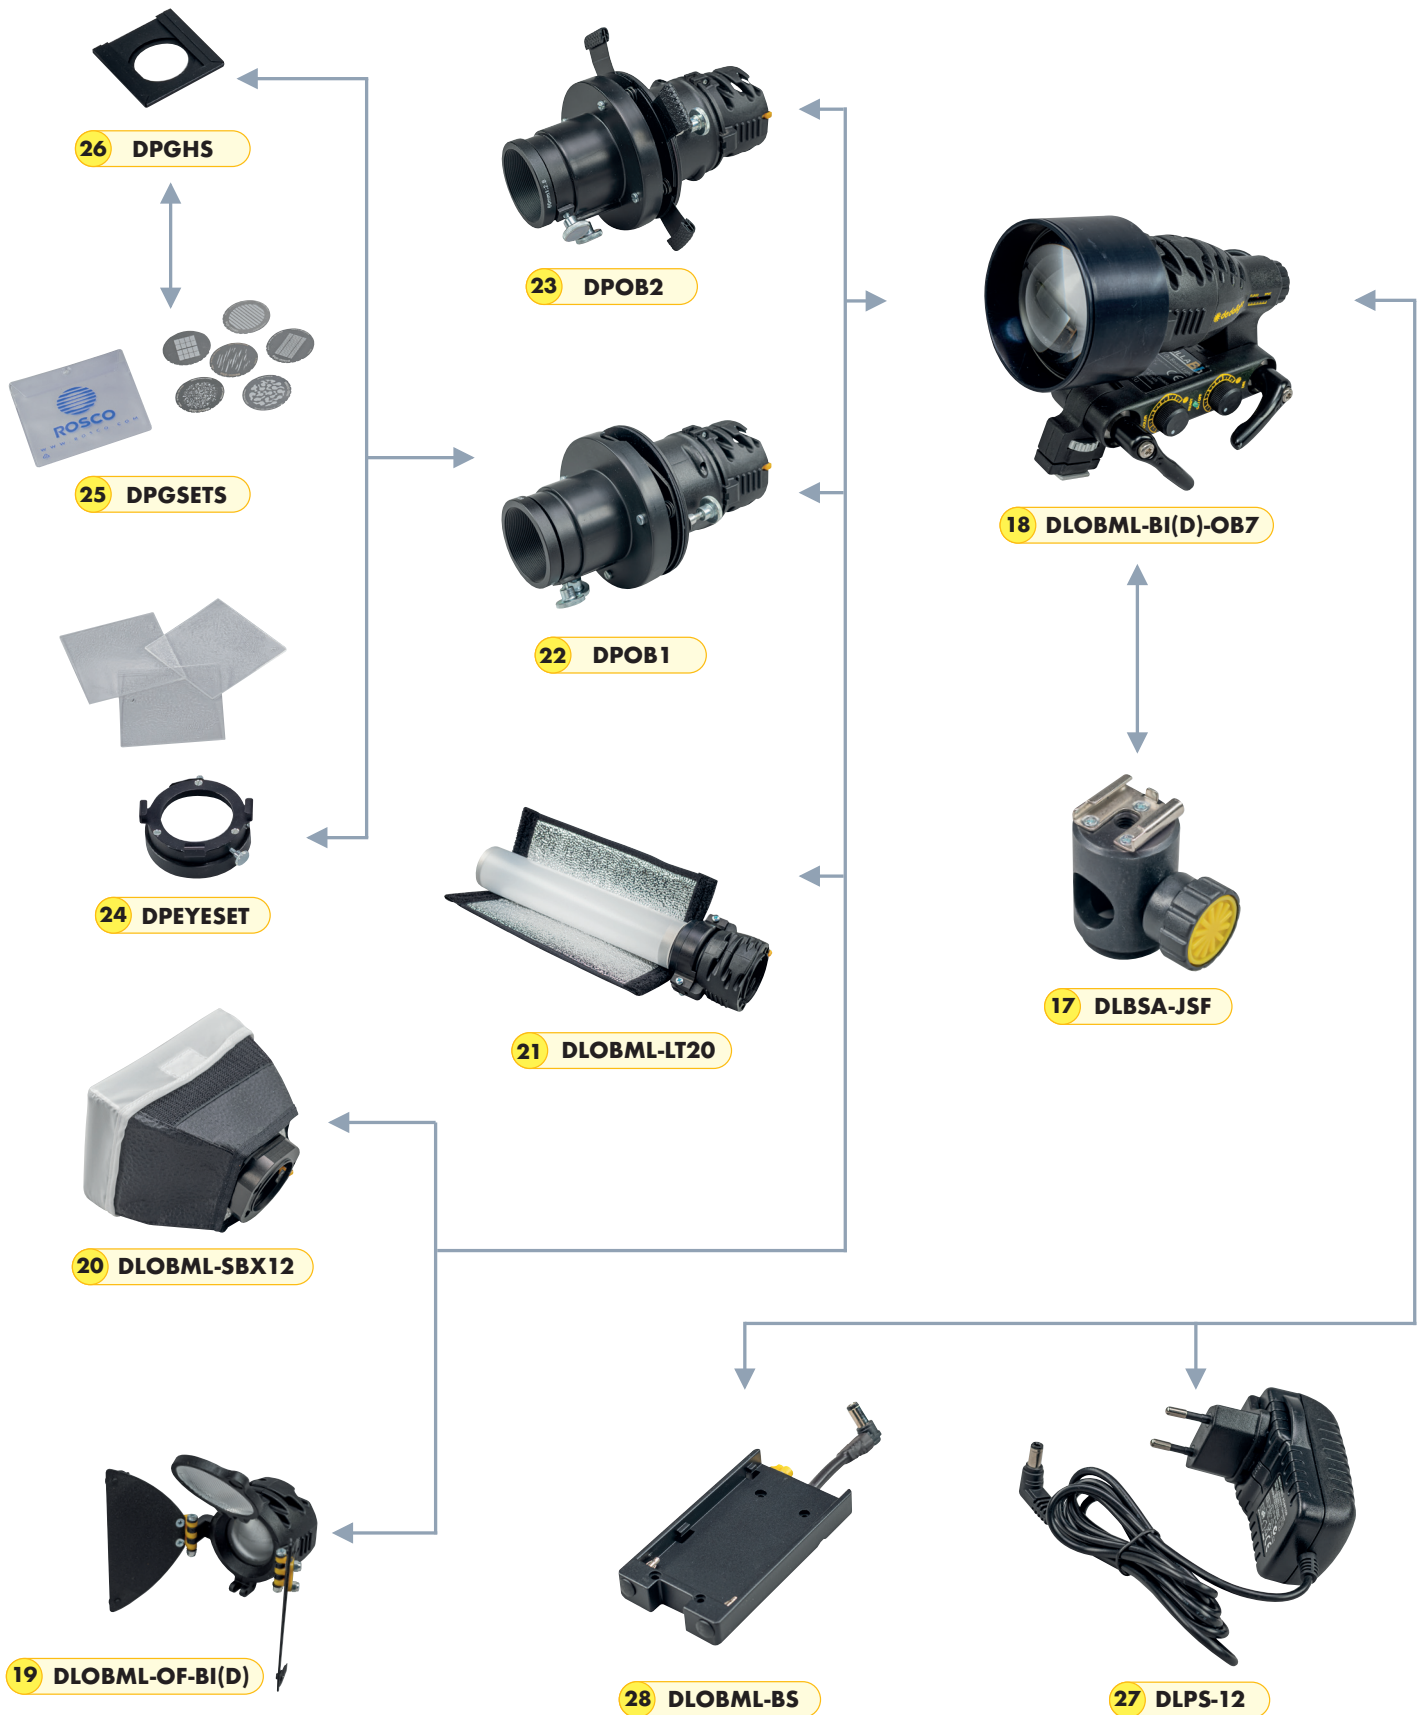 26 DPGHS
23 DPOB2
ROSCO
25 DPGSETS
18 DLOBML-BI(D)-OB7
22 DPOB1
24 DPEYESET
17 DLBSA-JSF
21 DLOBML-LT20
20 DLOBML-SBX12
19 DLOBML-OF-BI(D)
28 DLOBML-BS
27 DLPS-12